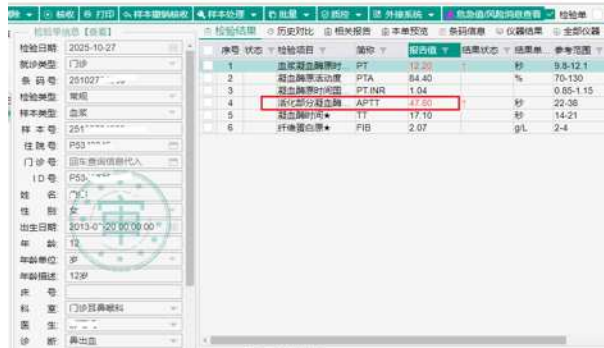 核收 打印 样本撤销核收 样本处理 批量 质控 外接系统 危急值/风险消息查看 检验单
检验单信息【查看】
检验结果 历史对比 相关报告 本单预览 条码信息 仪器结果 全部仪器
检验日期: 2025-10-27
就诊类型: 门诊
条 码 号: 251027
检验类型: 常规
样本类型: 血浆
样 本 号: 251
住 院 号: P53
门 诊 号: 回车查询信息带入
I D 号: P53
姓 名:
性 别: 女
出生日期: 2013-0 -20 00:00:00
年 龄: 12
年龄单位: 岁
年龄描述: 12岁
床 号:
科 室: 门诊耳鼻喉科
医 生:
诊 断: 鼻出血
序号 状态 检验项目 简称 报告值 结果状态 结果单 参考范围
1 血浆凝血酶原时 PT 12.20 ↑ 秒 9.8-12.1
2 凝血酶原活动度 PTA 84.40 % 70-130
3 凝血酶原时间国 PT.INR 1.04 0.85-1.15
4 活化部分凝血酶 APTT 47.60 ↑ 秒 22-38
5 凝血酶时间★ TT 17.10 秒 14-21
6 纤维蛋白原★ FIB 2.07 g/L 2-4